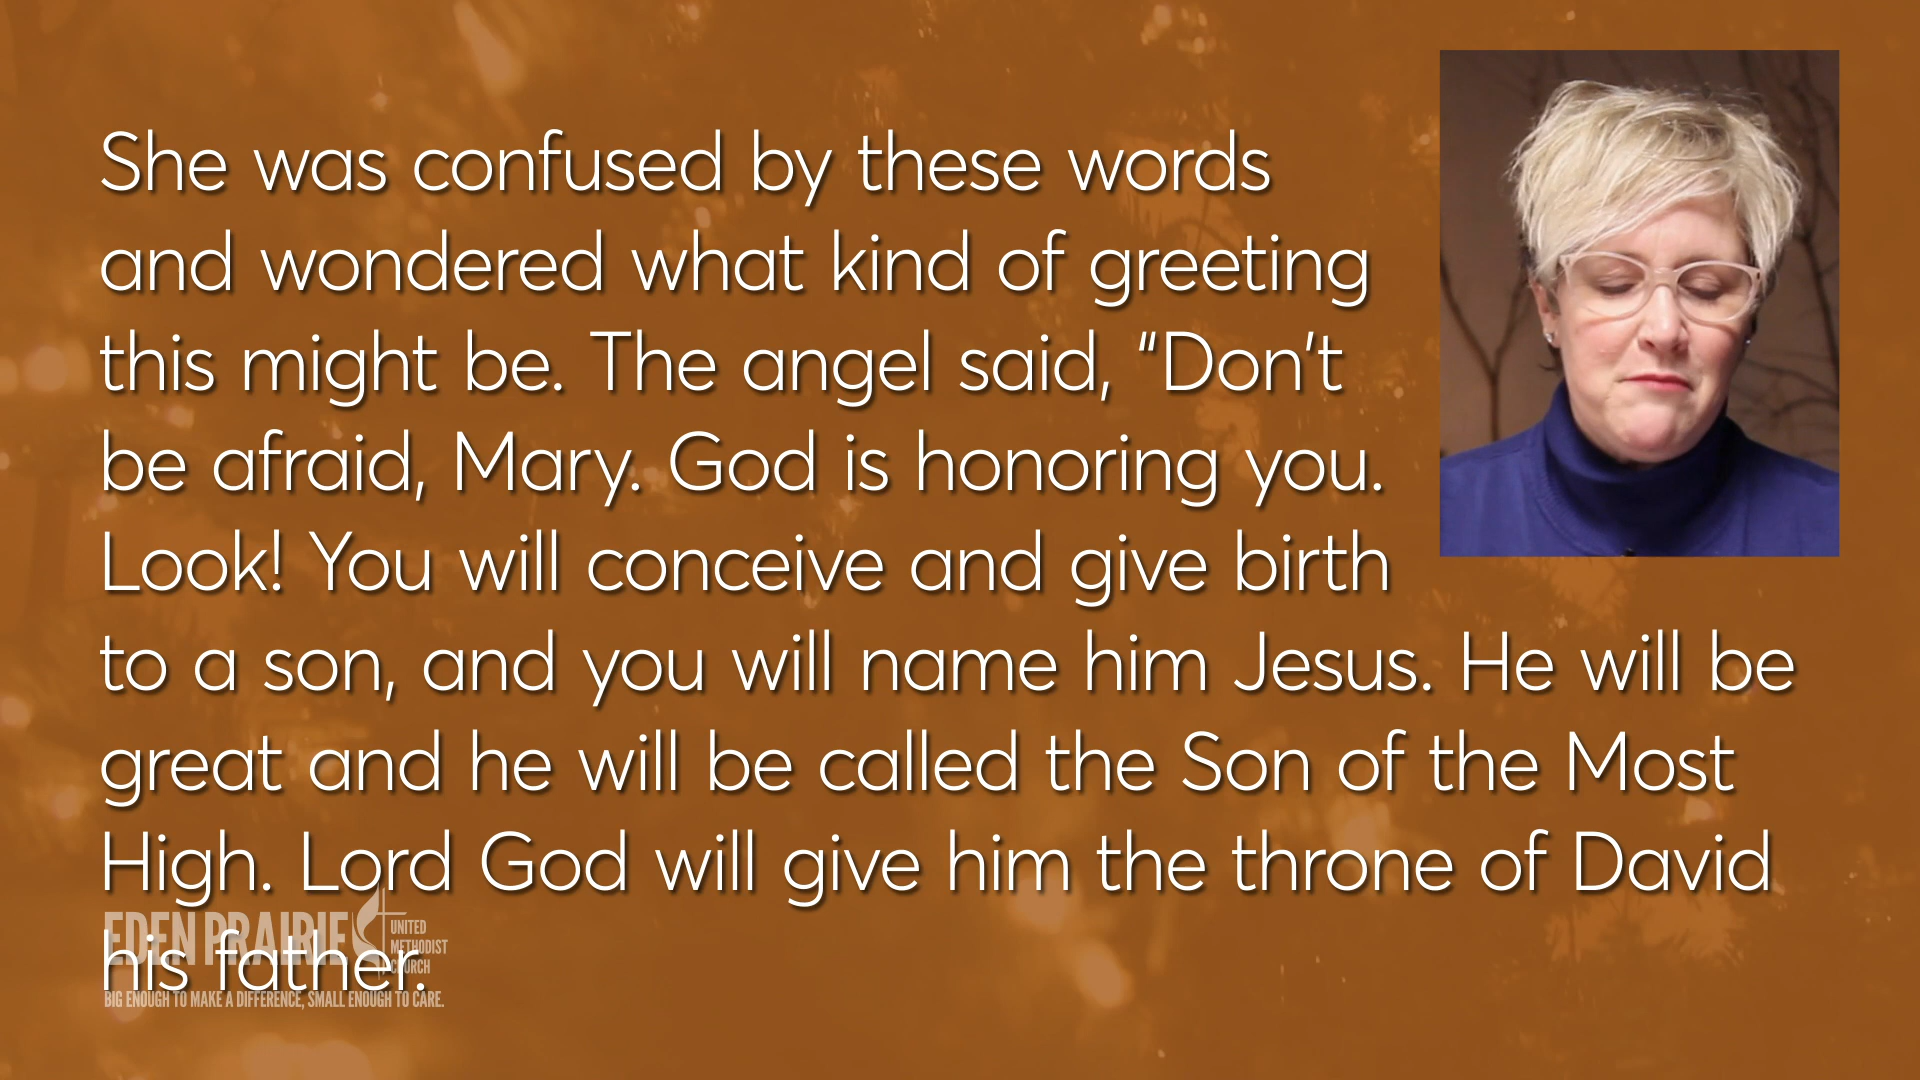 She was confused by these words
and wondered what kind of greeting
this might be. The angel said, “Don’t
be afraid, Mary. God is honoring you.
Look! You will conceive and give birth
to a son, and you will name him Jesus. He will be
great and he will be called the Son of the Most
High. Lord God will give him the throne of David
his father.
EDEN PRAIRIE
UNITED
METHODIST
CHURCH
BIG ENOUGH TO MAKE A DIFFERENCE, SMALL ENOUGH TO CARE.